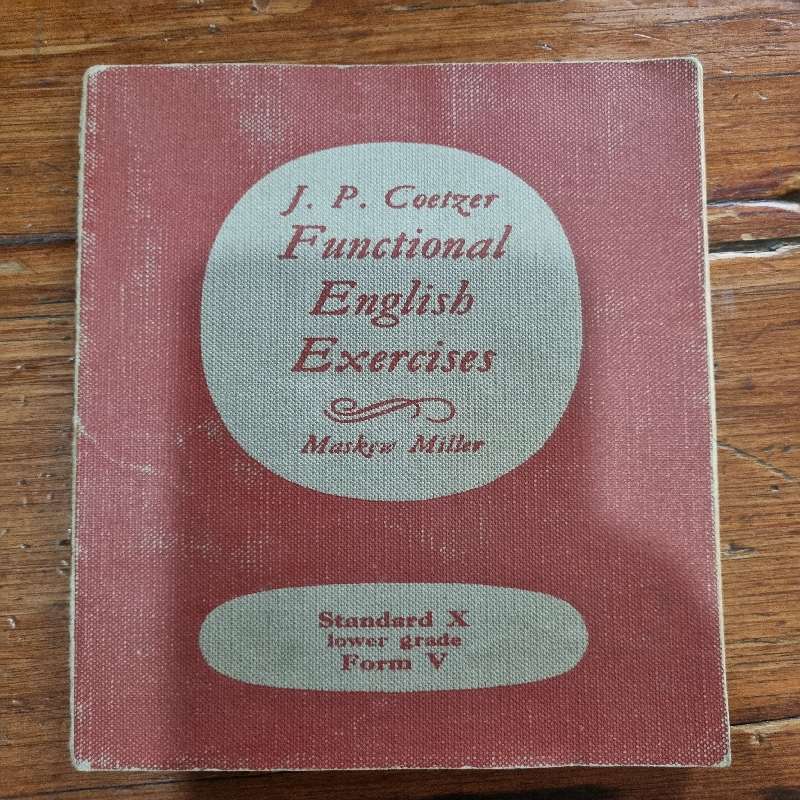 J. P. Coetzer
Functional
English
Exercises
Maskew Miller
Standard X
lower grade
Form V